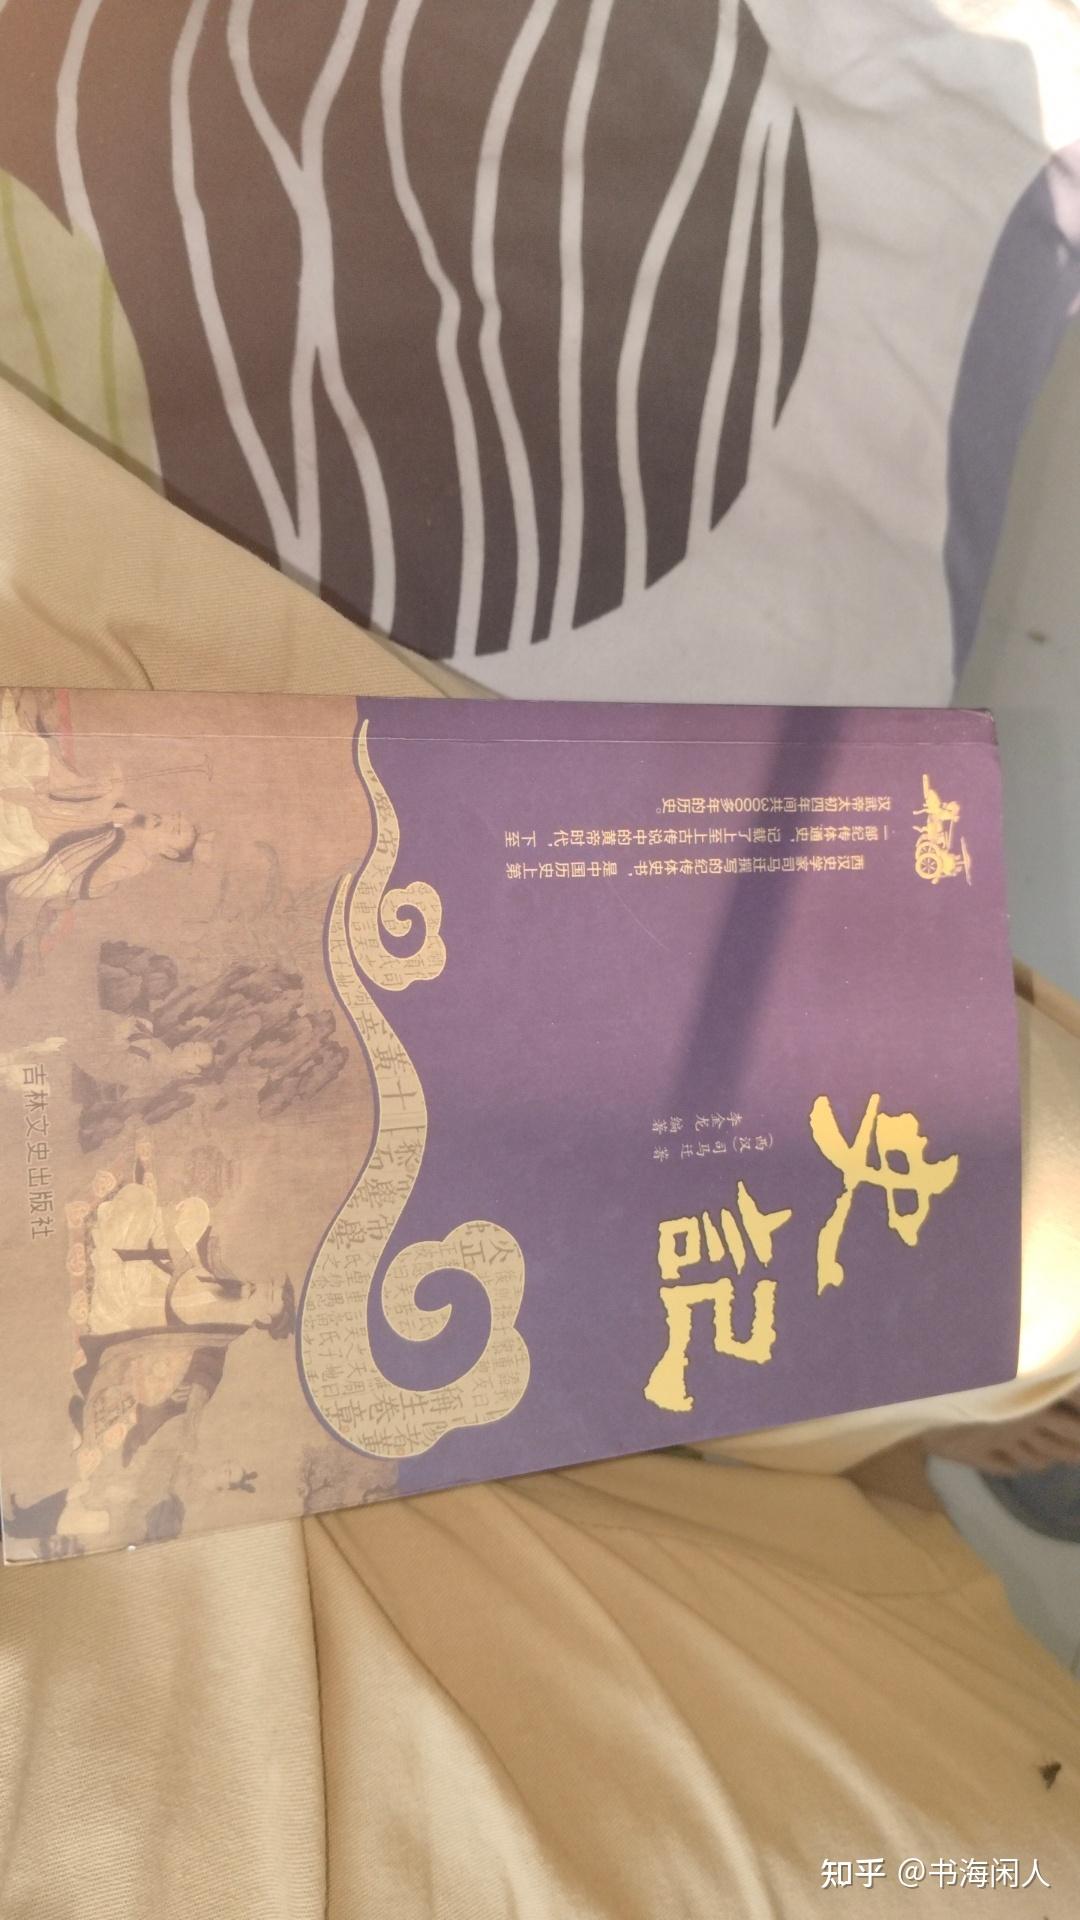 史記
(西汉)司马迁 著
李金龙 编著
西汉史学家司马迁撰写的纪传体史书，是中国历史上第
一部纪传体通史，记载了上至上古传说中的黄帝时代，下至
汉武帝太初四年间共3000多年的历史。
吉林文史出版社
知乎 @书海闲人